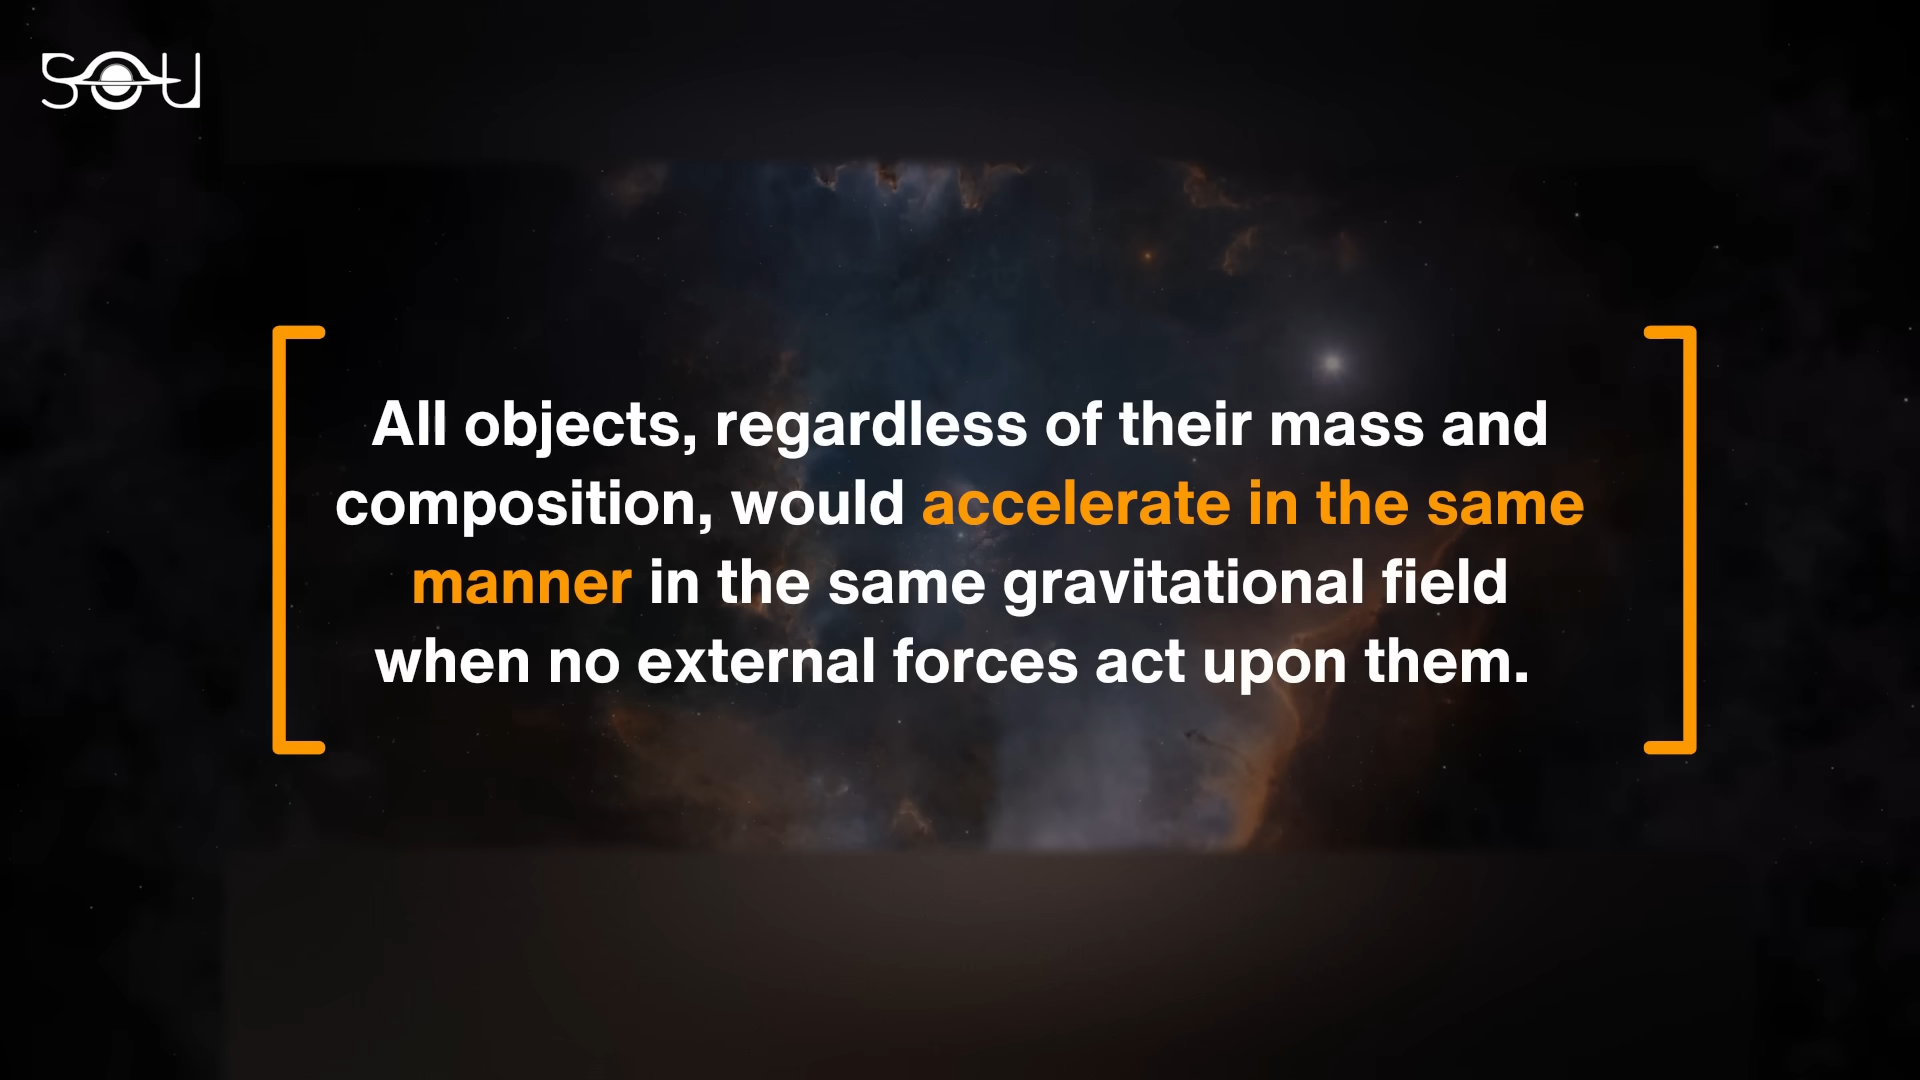 SOU
All objects, regardless of their mass and
composition, would accelerate in the same
manner in the same gravitational field
when no external forces act upon them.